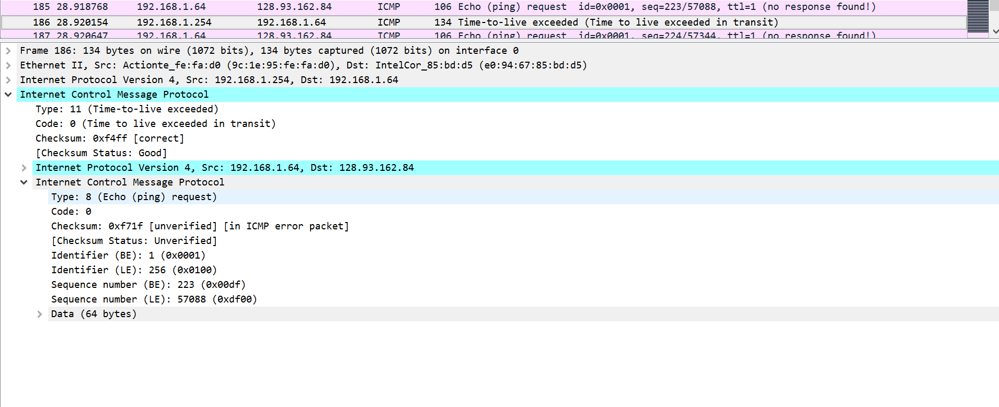 185 28.918768 192.168.1.64 128.93.162.84 ICMP 106 Echo (ping) request id=0x0001, seq=223/57088, ttl=1 (no response found!)
186 28.920154 192.168.1.254 192.168.1.64 ICMP 134 Time-to-live exceeded (Time to live exceeded in transit)
187 28.920647 192.168.1.64 128.93.162.84 ICMP 106 Echo (ping) request id=0x0001, seq=224/57344, ttl=1 (no response found!)
Frame 186: 134 bytes on wire (1072 bits), 134 bytes captured (1072 bits) on interface 0
Ethernet II, Src: Actionte_fe:fa:d0 (9c:1e:95:fe:fa:d0), Dst: IntelCor_85:bd:d5 (e0:94:67:85:bd:d5)
Internet Protocol Version 4, Src: 192.168.1.254, Dst: 192.168.1.64
Internet Control Message Protocol
Type: 11 (Time-to-live exceeded)
Code: 0 (Time to live exceeded in transit)
Checksum: 0xf4ff [correct]
[Checksum Status: Good]
Internet Protocol Version 4, Src: 192.168.1.64, Dst: 128.93.162.84
Internet Control Message Protocol
Type: 8 (Echo (ping) request)
Code: 0
Checksum: 0xf71f [unverified] [in ICMP error packet]
[Checksum Status: Unverified]
Identifier (BE): 1 (0x0001)
Identifier (LE): 256 (0x0100)
Sequence number (BE): 223 (0x00df)
Sequence number (LE): 57088 (0xdf00)
Data (64 bytes)